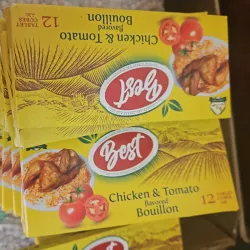 12 TABLET
CUBES
Chicken & Tomato
flavored
Bouillon
Best
Best
Chicken & Tomato
flavored
Bouillon
12